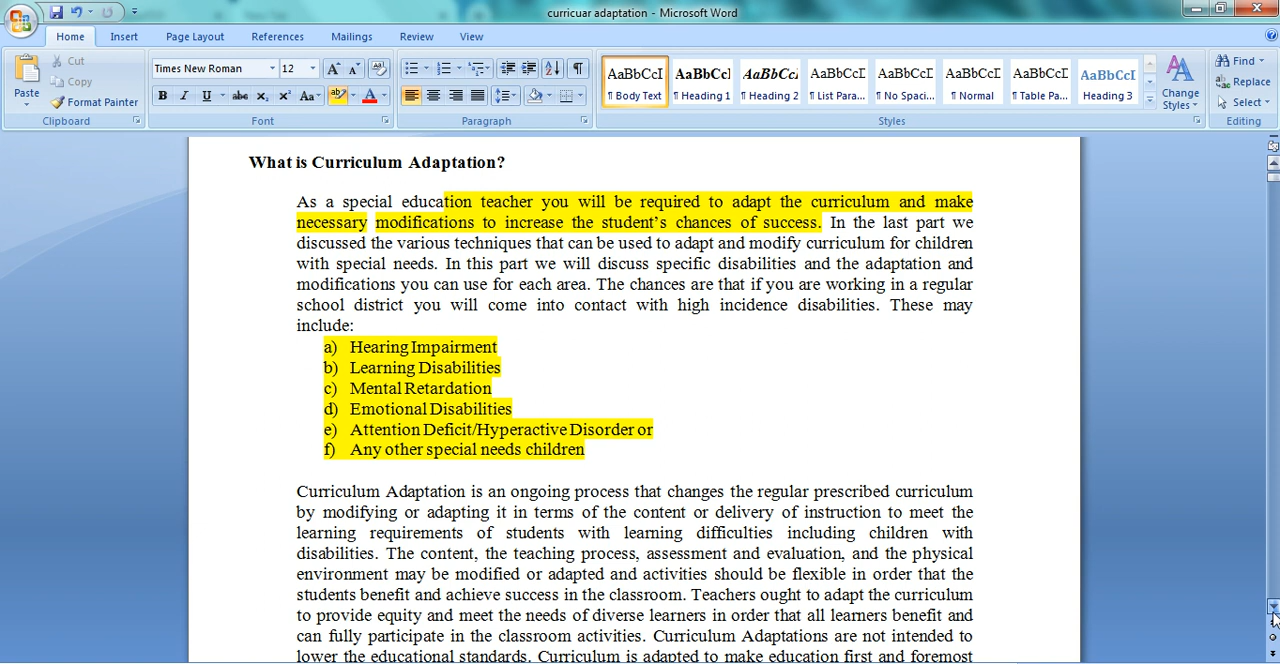 curricuar adaptation - Microsoft Word
Home Insert Page Layout References Mailings Review View
Paste
Cut
Copy
Format Painter
Clipboard
Times New Roman 12
Font
Paragraph
AaBbCcI AaBbCcl AaBbCcl AaBbCcI AaBbCcI AaBbCcI AaBbCcI AaBbCcI
¶ Body Text ¶ Heading 1 ¶ Heading 2 ¶ List Para... ¶ No Spaci... ¶ Normal ¶ Table Pa... Heading 3
Change
Styles
Styles
Find
Replace
Select
Editing
What is Curriculum Adaptation?
As a special education teacher you will be required to adapt the curriculum and make
necessary modifications to increase the student’s chances of success. In the last part we
discussed the various techniques that can be used to adapt and modify curriculum for children
with special needs. In this part we will discuss specific disabilities and the adaptation and
modifications you can use for each area. The chances are that if you are working in a regular
school district you will come into contact with high incidence disabilities. These may
include:
a) Hearing Impairment
b) Learning Disabilities
c) Mental Retardation
d) Emotional Disabilities
e) Attention Deficit/Hyperactive Disorder or
f) Any other special needs children
Curriculum Adaptation is an ongoing process that changes the regular prescribed curriculum
by modifying or adapting it in terms of the content or delivery of instruction to meet the
learning requirements of students with learning difficulties including children with
disabilities. The content, the teaching process, assessment and evaluation, and the physical
environment may be modified or adapted and activities should be flexible in order that the
students benefit and achieve success in the classroom. Teachers ought to adapt the curriculum
to provide equity and meet the needs of diverse learners in order that all learners benefit and
can fully participate in the classroom activities. Curriculum Adaptations are not intended to
lower the educational standards. Curriculum is adapted to make education first and foremost